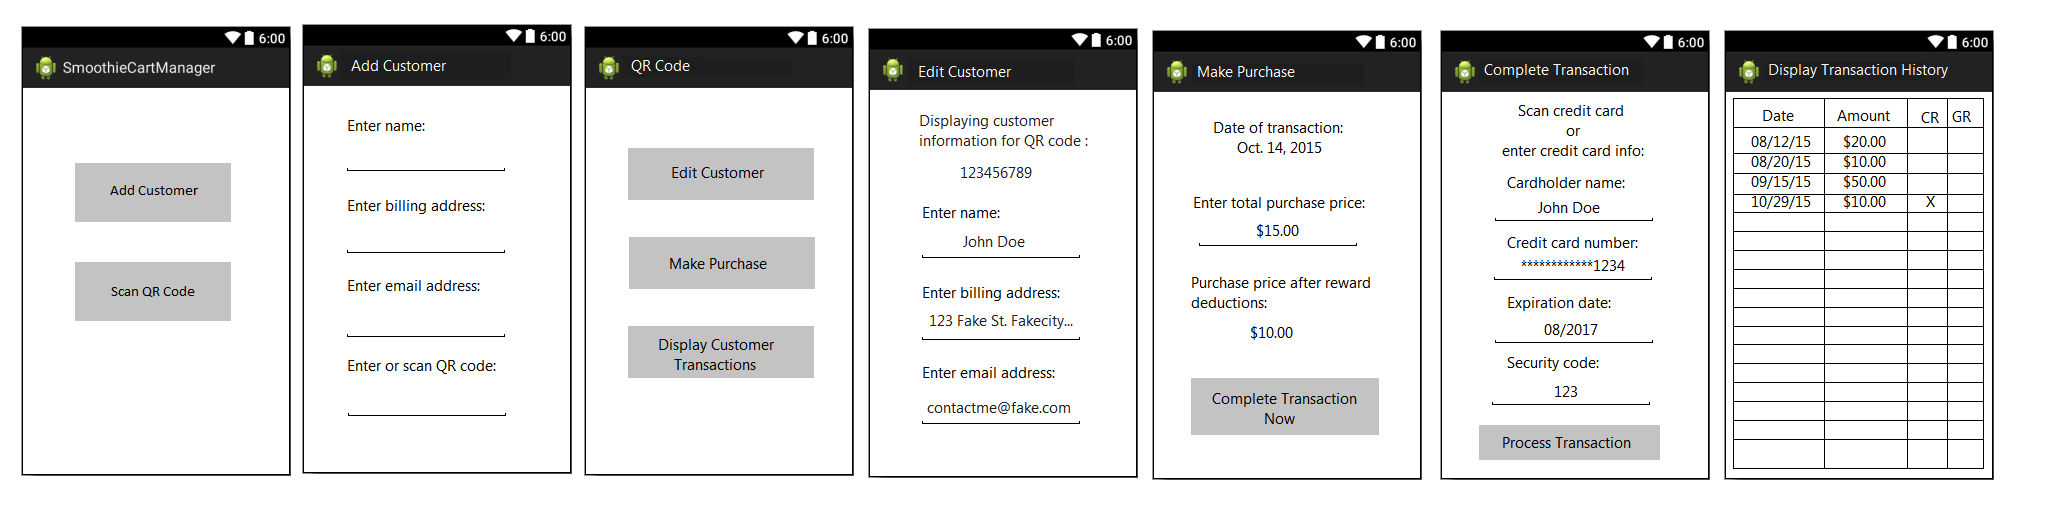 6:00
SmoothieCartManager
Add Customer
Scan QR Code
6:00
Add Customer
Enter name:
Enter billing address:
Enter email address:
Enter or scan QR code:
6:00
QR Code
Edit Customer
Make Purchase
Display Customer
Transactions
6:00
Edit Customer
Displaying customer
information for QR code :
123456789
Enter name:
John Doe
Enter billing address:
123 Fake St. Fakecity...
Enter email address:
contactme@fake.com
6:00
Make Purchase
Date of transaction:
Oct. 14, 2015
Enter total purchase price:
$15.00
Purchase price after reward
deductions:
$10.00
Complete Transaction
Now
6:00
Complete Transaction
Scan credit card
or
enter credit card info:
Cardholder name:
John Doe
Credit card number:
************1234
Expiration date:
08/2017
Security code:
123
Process Transaction
6:00
Display Transaction History
Date Amount CR GR
08/12/15 $20.00
08/20/15 $10.00
09/15/15 $50.00
10/29/15 $10.00 X